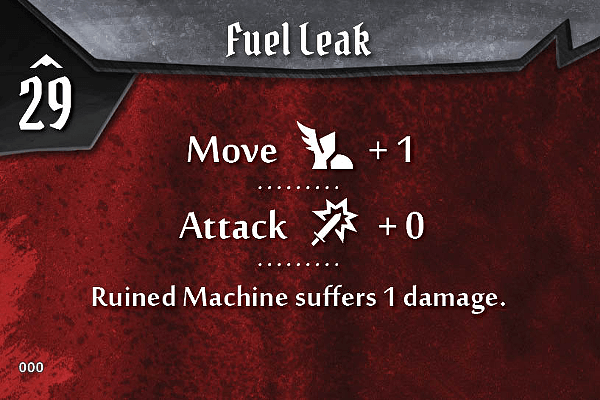 Fuel Leak
29
Move + 1
Attack + 0
Ruined Machine suffers 1 damage.
000